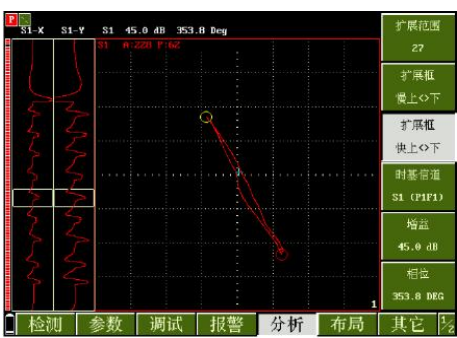 P
S1-X S1-Y S1 45.0 dB 353.8 Deg
S1 A:228 P:62
扩展范围
27
扩展框
慢上<>下
扩展框
快上<>下
时基信道
S1 (P1F1)
增益
45.0 dB
相位
353.8 DEG
1
检测 参数 调试 报警 分析 布局 其它 1/2